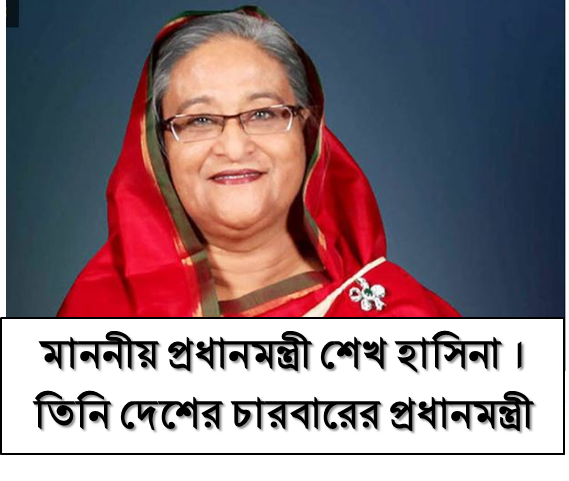 মাননীয় প্রধানমন্ত্রী শেখ হাসিনা ।
তিনি দেশের চারবারের প্রধানমন্ত্রী